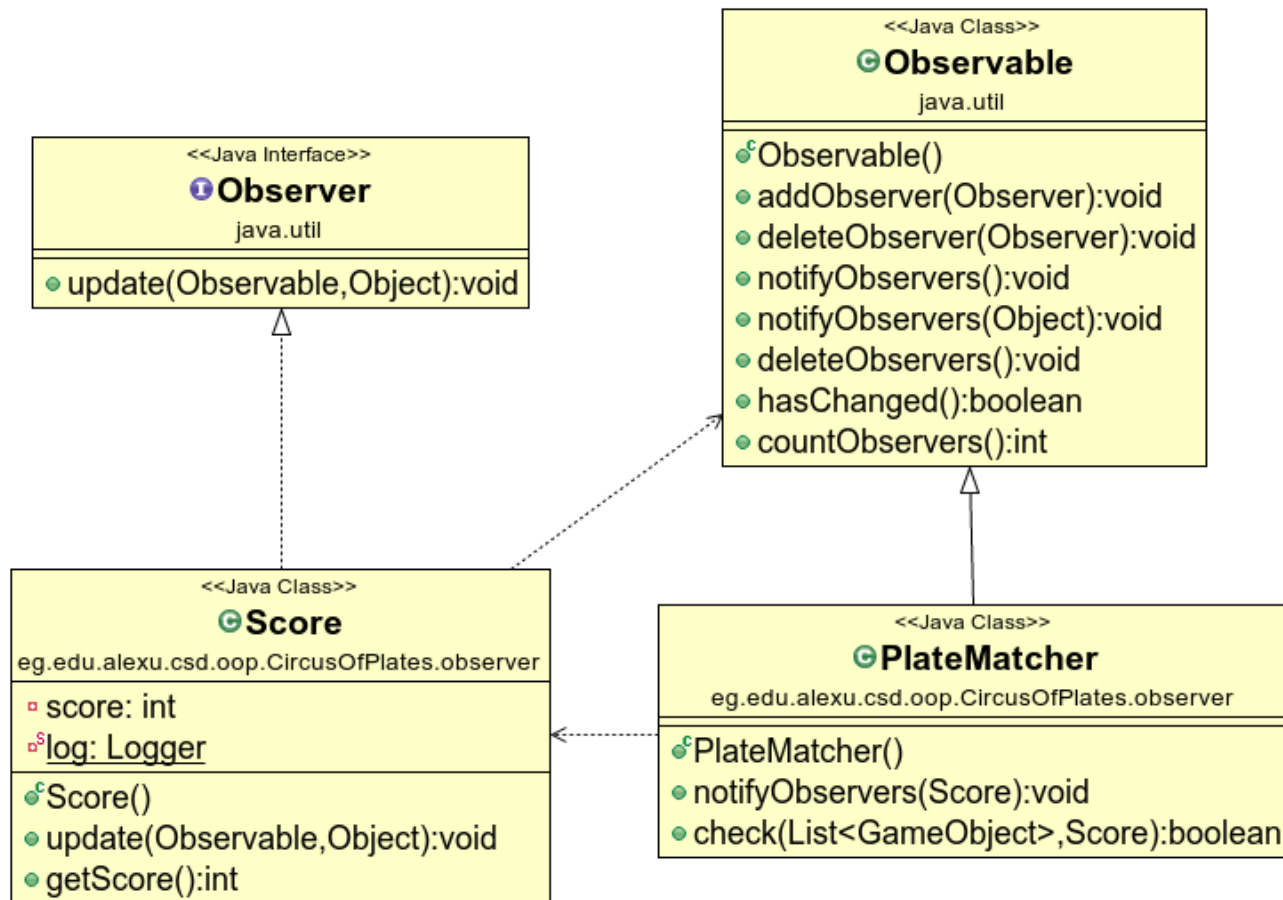 <<Java Interface>>
Observer
java.util
update(Observable,Object):void
<<Java Class>>
Observable
java.util
Observable()
addObserver(Observer):void
deleteObserver(Observer):void
notifyObservers():void
notifyObservers(Object):void
deleteObservers():void
hasChanged():boolean
countObservers():int
<<Java Class>>
Score
eg.edu.alexu.csd.oop.CircusOfPlates.observer
score: int
log: Logger
Score()
update(Observable,Object):void
getScore():int
<<Java Class>>
PlateMatcher
eg.edu.alexu.csd.oop.CircusOfPlates.observer
PlateMatcher()
notifyObservers(Score):void
check(List<GameObject>,Score):boolean